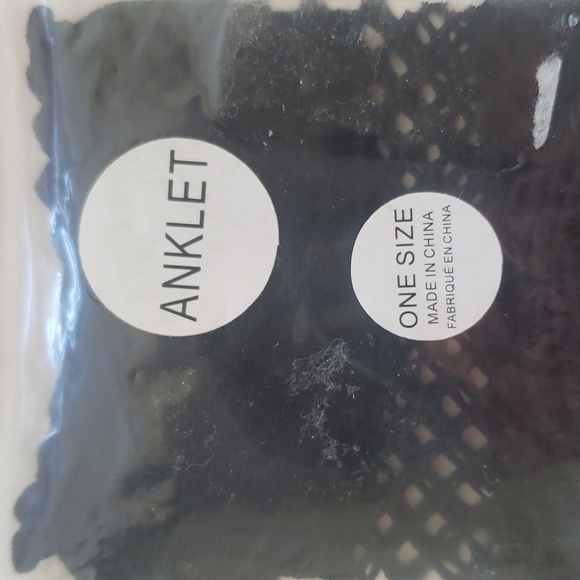 ANKLET
ONE SIZE
MADE IN CHINA
FABRIQUÉ EN CHINA